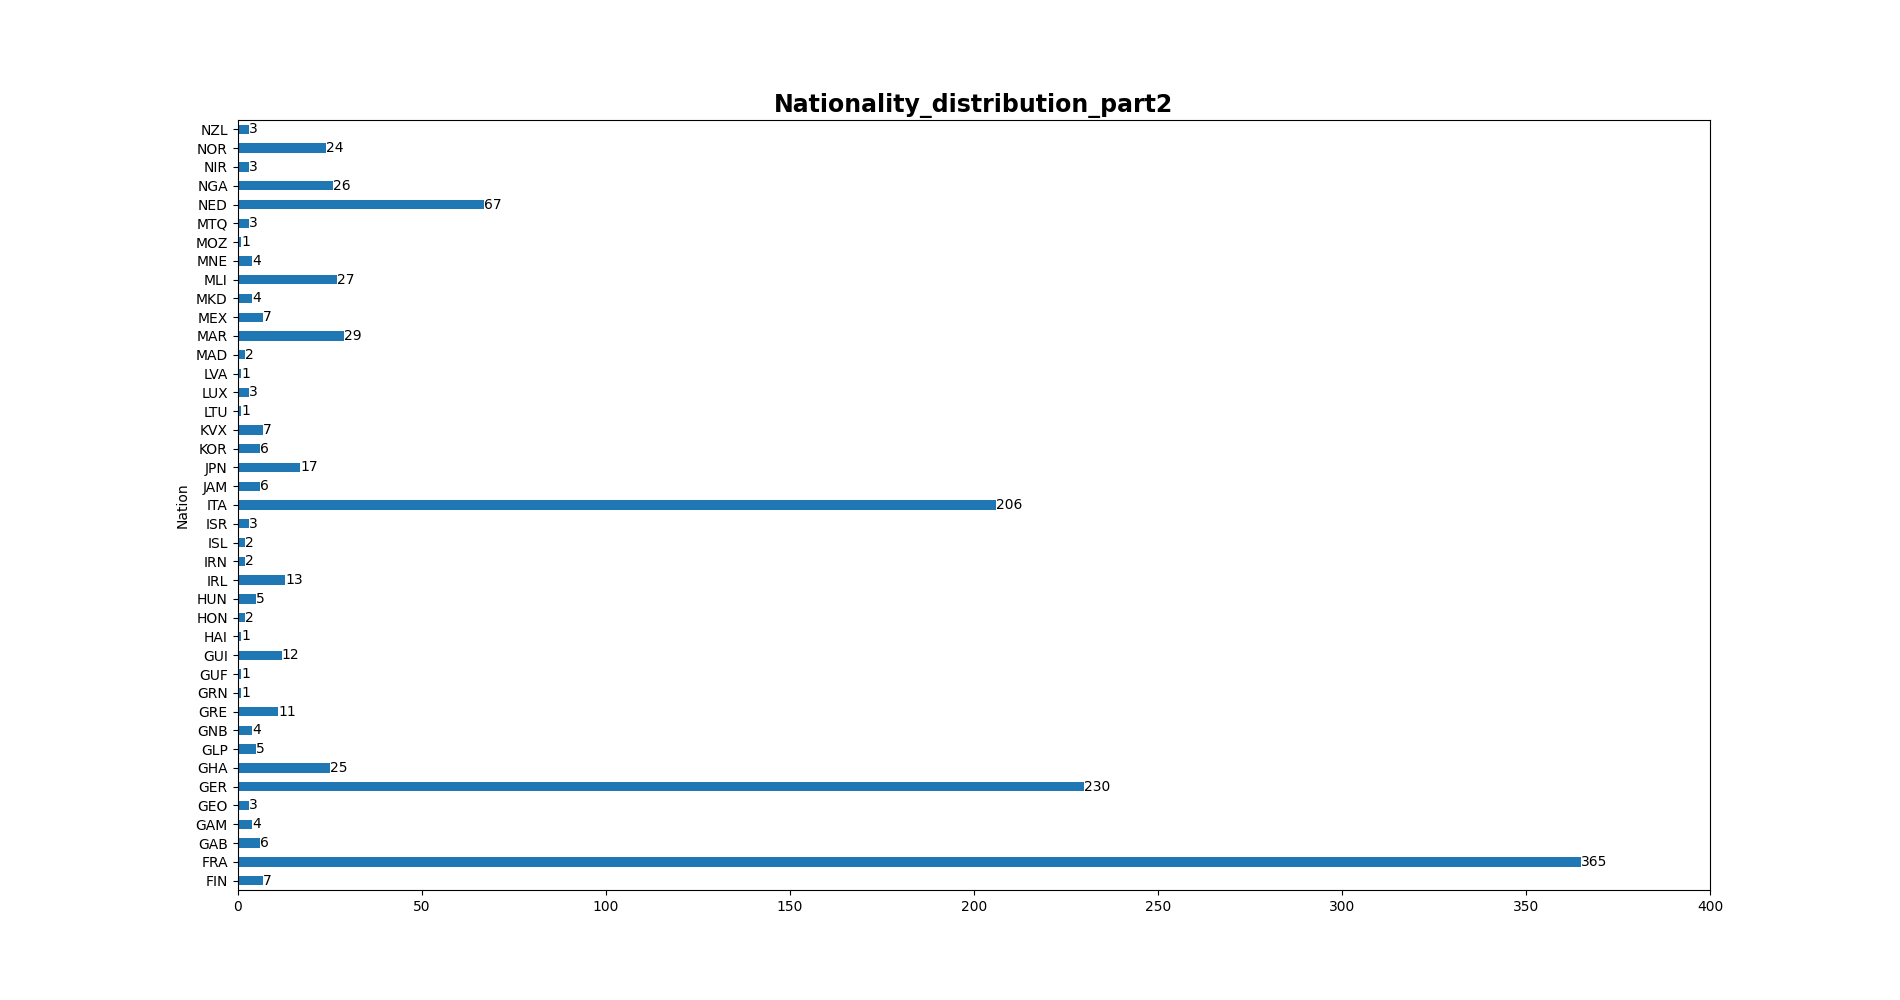 Nationality_distribution_part2
NZL 3
NOR 24
NIR 3
NGA 26
NED 67
MTQ 3
MOZ 1
MNE 4
MLI 27
MKD 4
MEX 7
MAR 29
MAD 2
LVA 1
LUX 3
LTU 1
KVX 7
KOR 6
JPN 17
JAM 6
ITA 206
ISR 3
ISL 2
IRN 2
IRL 13
HUN 5
HON 2
HAI 1
GUI 12
GUF 1
GRN 1
GRE 11
GNB 4
GLP 5
GHA 25
GER 230
GEO 3
GAM 4
GAB 6
FRA 365
FIN 7
Nation
0 50 100 150 200 250 300 350 400